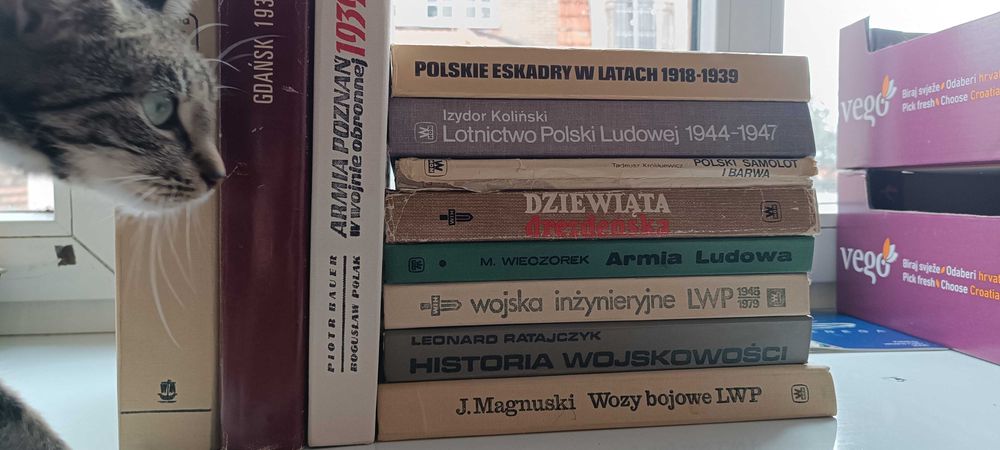 GDAŃSK 193
ARMIA POZNAŃ
w wojnie obronnej 1939
PIOTR BAUER
BOGUSŁAW POLAK
POLSKIE ESKADRY W LATACH 1918-1939
Izydor Koliński
Lotnictwo Polski Ludowej 1944-1947
Tadeusz Królikiewicz POLSKI SAMOLOT
I BARWA
DZIEWIĄTA
drezdeńska
M. WIECZOREK Armia Ludowa
wojska inżynieryjne LWP 1945
1979
LEONARD RATAJCZYK
HISTORIA WOJSKOWOŚCI
J. Magnuski Wozy bojowe LWP
vego
Biraj svježe Odaberi hrva
Pick fresh Choose Croatia
vego
Biraj svježe Odaberi hrvat
Pick fresh Choose Croatia